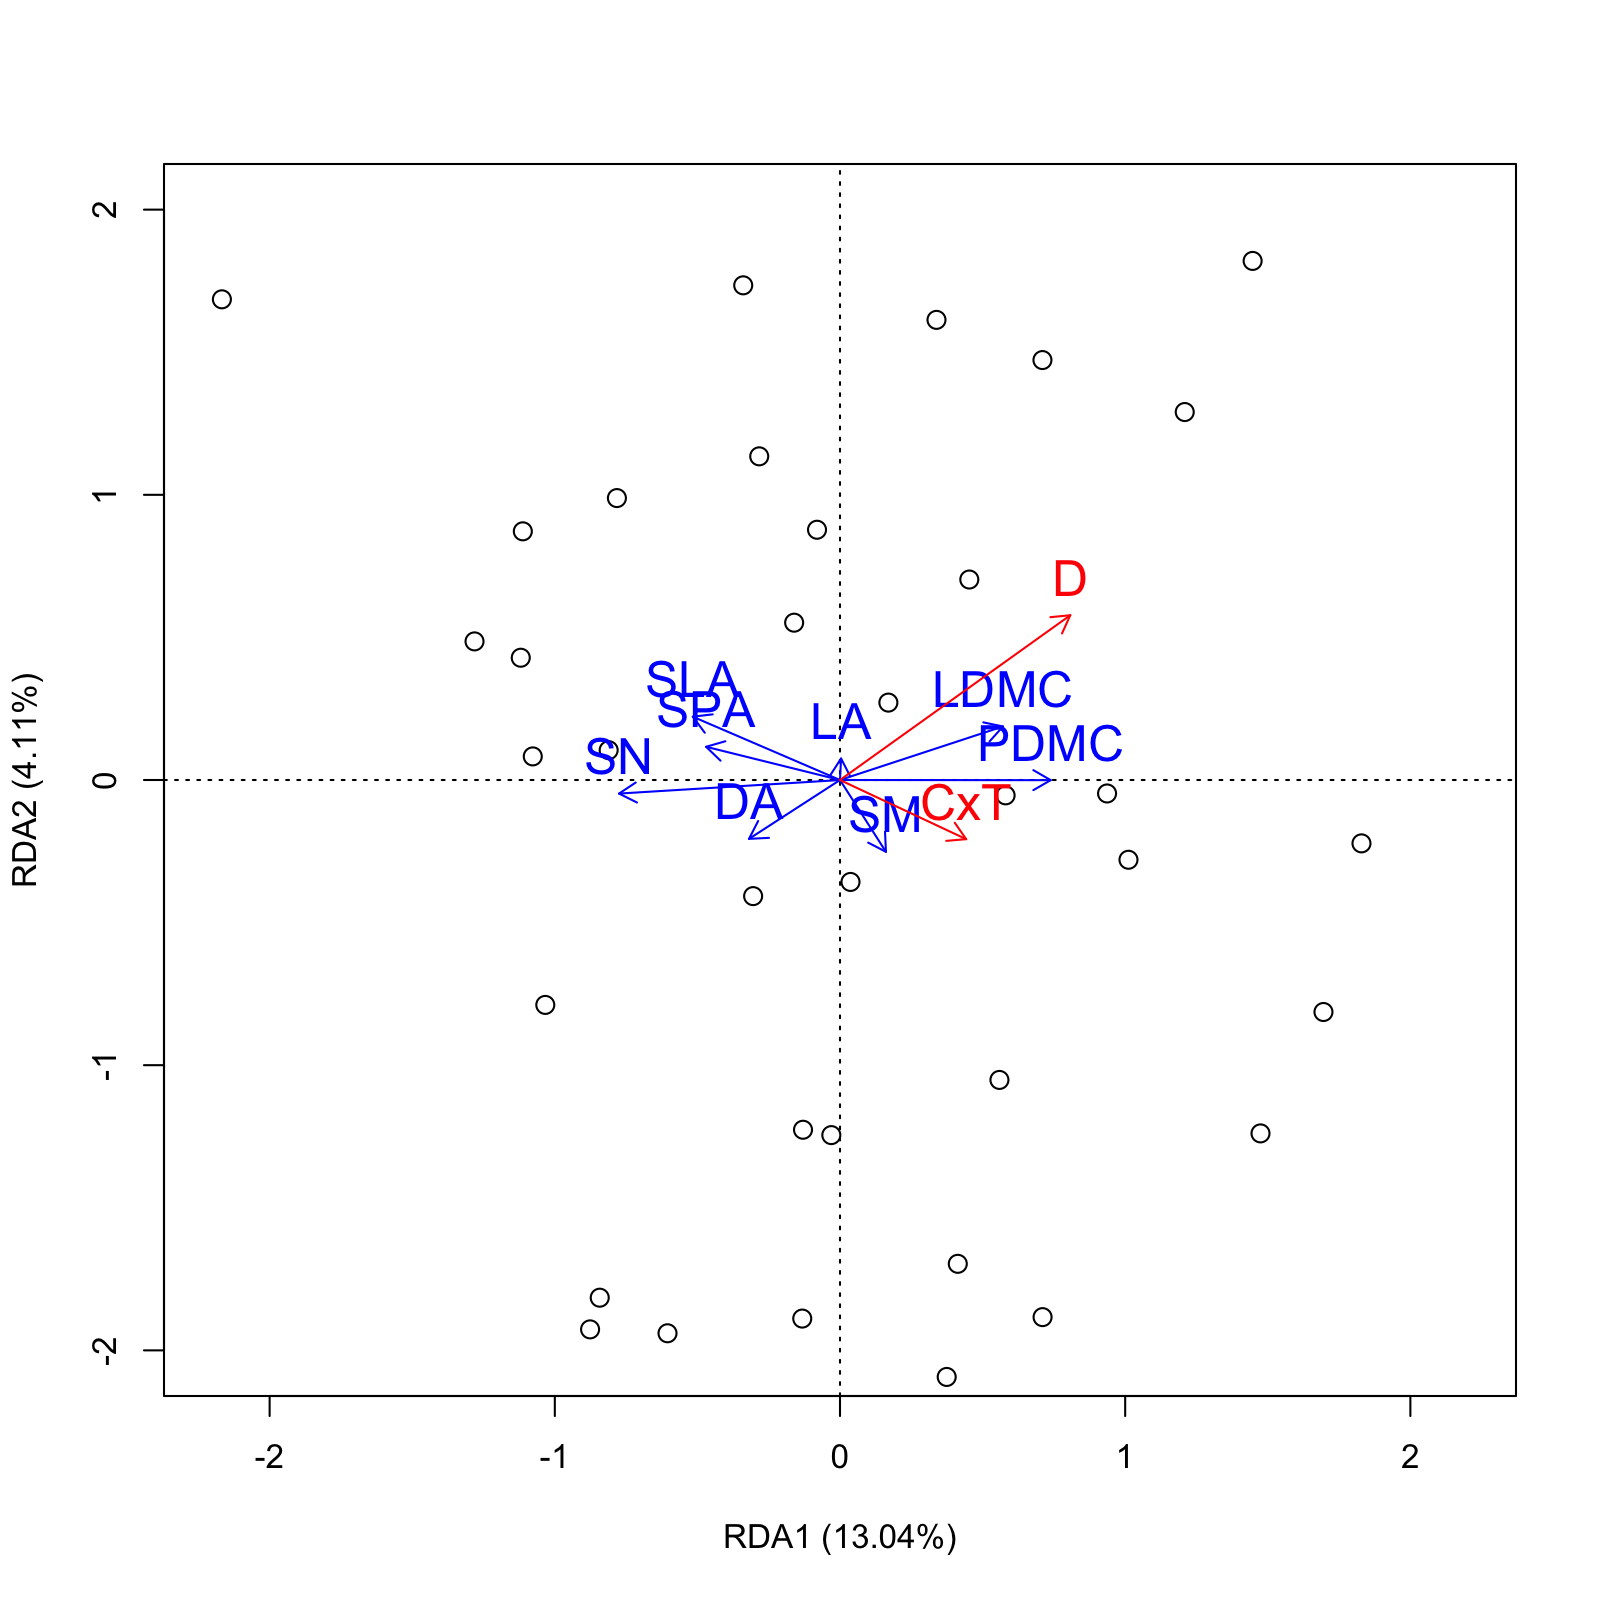 2
1
0
-1
-2
RDA2 (4.11%)
D
SLA
LDMC
SPA
LA
PDMC
SN
DA
CxT
SM
-2
-1
0
1
2
RDA1 (13.04%)